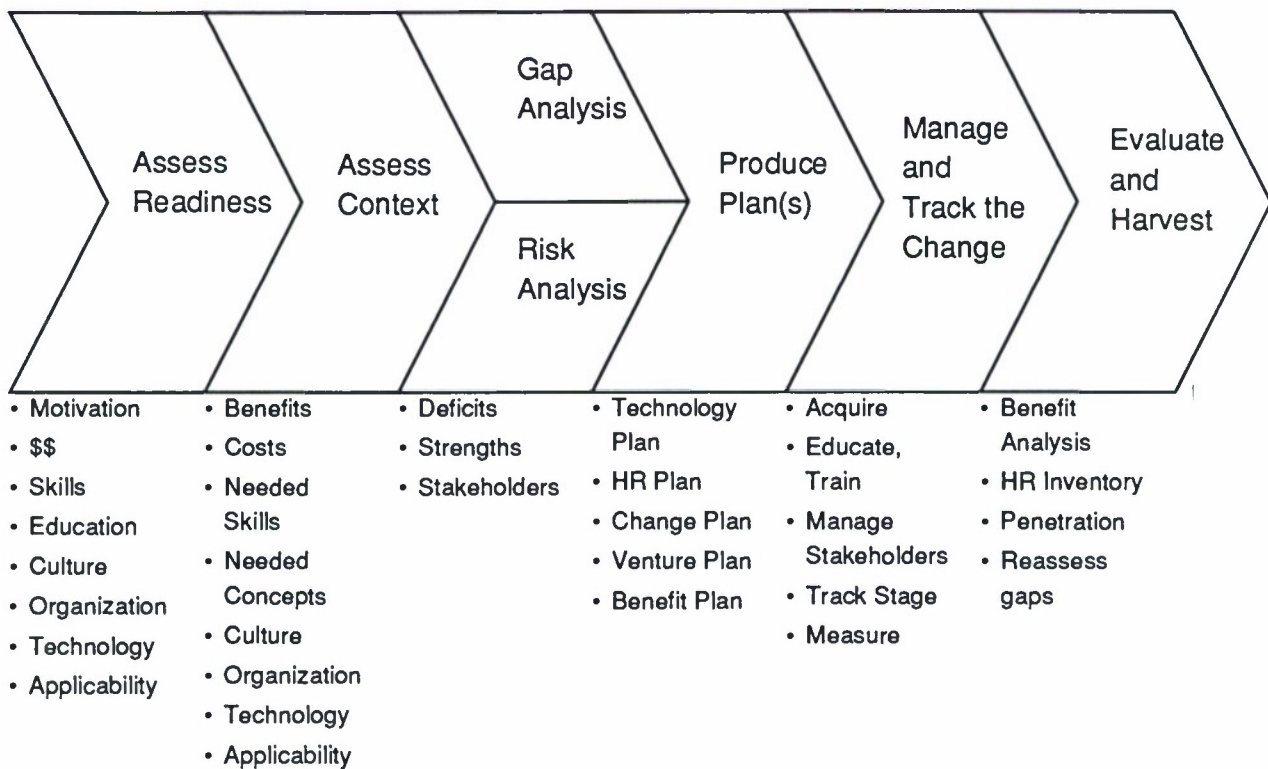 Assess
Readiness
Assess
Context
Gap
Analysis
Risk
Analysis
Produce
Plan(s)
Manage
and
Track the
Change
Evaluate
and
Harvest
• Motivation
• $$
• Skills
• Education
• Culture
• Organization
• Technology
• Applicability
• Benefits
• Costs
• Needed
Skills
• Needed
Concepts
• Culture
• Organization
• Technology
• Applicability
• Deficits
• Strengths
• Stakeholders
• Technology
Plan
• HR Plan
• Change Plan
• Venture Plan
• Benefit Plan
• Acquire
• Educate,
Train
• Manage
Stakeholders
• Track Stage
• Measure
• Benefit
Analysis
• HR Inventory
• Penetration
• Reassess
gaps